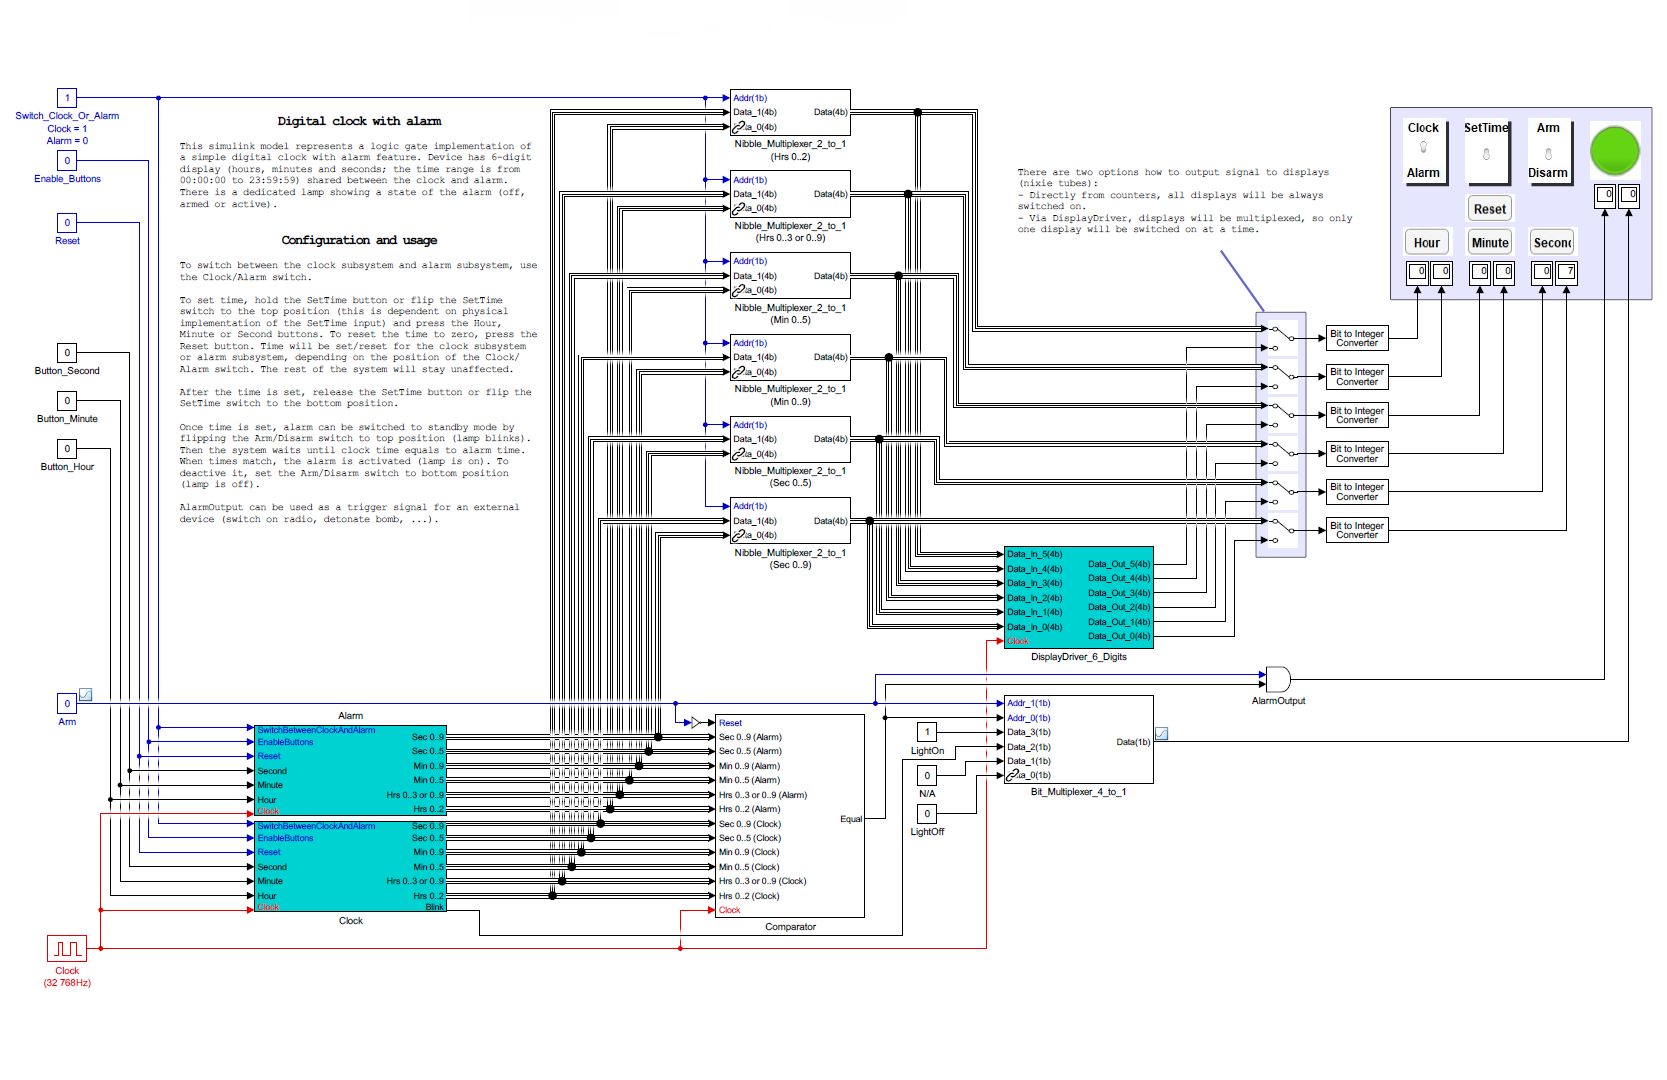 1
Switch_Clock_Or_Alarm
Clock = 1
Alarm = 0
0
Enable_Buttons
0
Reset
0
Button_Second
0
Button_Minute
0
Button_Hour
0
Arm
Clock
(32 768Hz)
Digital clock with alarm
This simulink model represents a logic gate implementation of
a simple digital clock with alarm feature. Device has 6-digit
display (hours, minutes and seconds; the time range is from
00:00:00 to 23:59:59) shared between the clock and alarm.
There is a dedicated lamp showing a state of the alarm (off,
armed or active).
Configuration and usage
To switch between the clock subsystem and alarm subsystem, use
the Clock/Alarm switch.
To set time, hold the SetTime button or flip the SetTime
switch to the top position (this is dependent on physical
implementation of the SetTime input) and press the Hour,
Minute or Second buttons. To reset the time to zero, press the
Reset button. Time will be set/reset for the clock subsystem
or alarm subsystem, depending on the position of the Clock/
Alarm switch. The rest of the system will stay unaffected.
After the time is set, release the SetTime button or flip the
SetTime switch to the bottom position.
Once time is set, alarm can be switched to standby mode by
flipping the Arm/Disarm switch to top position (lamp blinks).
Then the system waits until clock time equals to alarm time.
When times match, the alarm is activated (lamp is on). To
deactive it, set the Arm/Disarm switch to bottom position
(lamp is off).
AlarmOutput can be used as a trigger signal for an external
device (switch on radio, detonate bomb, ...).
Alarm
SwitchBetweenClockAndAlarm
EnableButtons
Reset
Second
Minute
Hour
Clock
Sec 0..9
Sec 0..5
Min 0..9
Min 0..5
Hrs 0..3 or 0..9
Hrs 0..2
SwitchBetweenClockAndAlarm
EnableButtons
Reset
Second
Minute
Hour
Clock
Sec 0..9
Sec 0..5
Min 0..9
Min 0..5
Hrs 0..3 or 0..9
Hrs 0..2
Blink
Clock
Addr(1b)
Data_1(4b)
a_0(4b)
Data(4b)
Nibble_Multiplexer_2_to_1
(Hrs 0..2)
Addr(1b)
Data_1(4b)
a_0(4b)
Data(4b)
Nibble_Multiplexer_2_to_1
(Hrs 0..3 or 0..9)
Addr(1b)
Data_1(4b)
a_0(4b)
Data(4b)
Nibble_Multiplexer_2_to_1
(Min 0..5)
Addr(1b)
Data_1(4b)
a_0(4b)
Data(4b)
Nibble_Multiplexer_2_to_1
(Min 0..9)
Addr(1b)
Data_1(4b)
a_0(4b)
Data(4b)
Nibble_Multiplexer_2_to_1
(Sec 0..5)
Addr(1b)
Data_1(4b)
a_0(4b)
Data(4b)
Nibble_Multiplexer_2_to_1
(Sec 0..9)
Reset
Sec 0..9 (Alarm)
Sec 0..5 (Alarm)
Min 0..9 (Alarm)
Min 0..5 (Alarm)
Hrs 0..3 or 0..9 (Alarm)
Hrs 0..2 (Alarm)
Sec 0..9 (Clock)
Sec 0..5 (Clock)
Min 0..9 (Clock)
Min 0..5 (Clock)
Hrs 0..3 or 0..9 (Clock)
Hrs 0..2 (Clock)
Clock
Equal
Comparator
There are two options how to output signal to displays
(nixie tubes):
- Directly from counters, all displays will be always
switched on.
- Via DisplayDriver, displays will be multiplexed, so only
one display will be switched on at a time.
Data_In_5(4b)
Data_In_4(4b)
Data_In_3(4b)
Data_In_2(4b)
Data_In_1(4b)
Data_In_0(4b)
Clock
Data_Out_5(4b)
Data_Out_4(4b)
Data_Out_3(4b)
Data_Out_2(4b)
Data_Out_1(4b)
Data_Out_0(4b)
DisplayDriver_6_Digits
AlarmOutput
1
LightOn
0
N/A
0
LightOff
Addr_1(1b)
Addr_0(1b)
Data_3(1b)
Data_2(1b)
Data_1(1b)
a_0(1b)
Data(1b)
Bit_Multiplexer_4_to_1
Bit to Integer
Converter
Bit to Integer
Converter
Bit to Integer
Converter
Bit to Integer
Converter
Bit to Integer
Converter
Bit to Integer
Converter
Clock
Alarm
SetTime
Arm
Disarm
0 0
Reset
Hour Minute Second
0 0 0 0 0 7